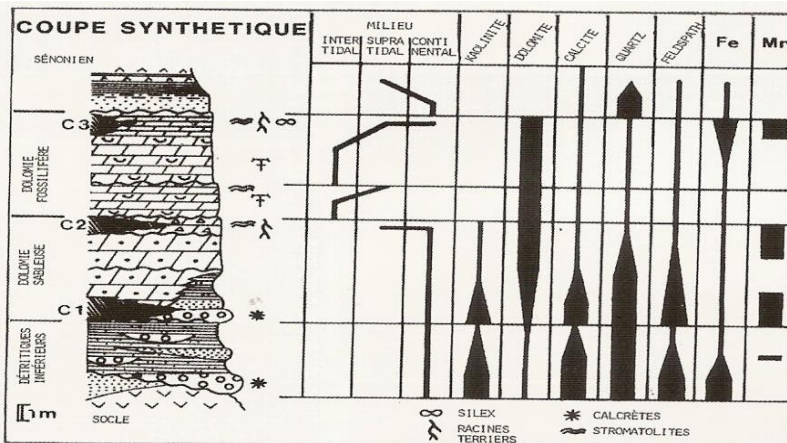 COUPE SYNTHETIQUE
MILIEU
INTER TIDAL
SUPRA TIDAL
CONTI NENTAL
KAOLINITE
DOLOMITE
CALCITE
QUARTZ
FELDSPATH
Fe
Mn
SÉNONIEN
C3
DOLOMIE FOSSILIFÈRE
C2
DOLOMIE SABLEUSE
C1
DÉTRITIQUES INFÉRIEURS
1m
SOCLE
SILEX
RACINES TERRIERS
CALCRÈTES
STROMATOLITES